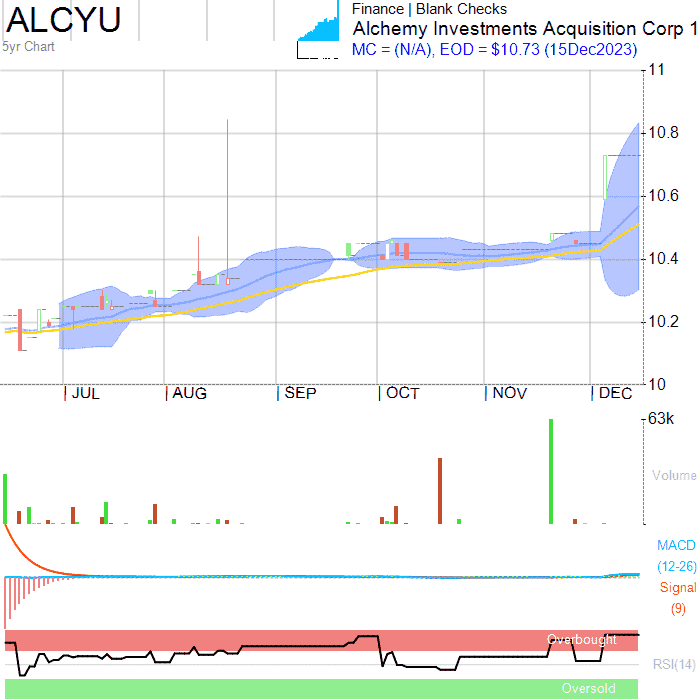 ALCYU
5yr Chart
Finance | Blank Checks
Alchemy Investments Acquisition Corp 1
MC = (N/A), EOD = $10.73 (15Dec2023)
11
10.8
10.6
10.4
10.2
10
JUL AUG SEP OCT NOV DEC
63k
Volume
MACD
(12-26)
Signal
(9)
Overbought
RSI(14)
Oversold